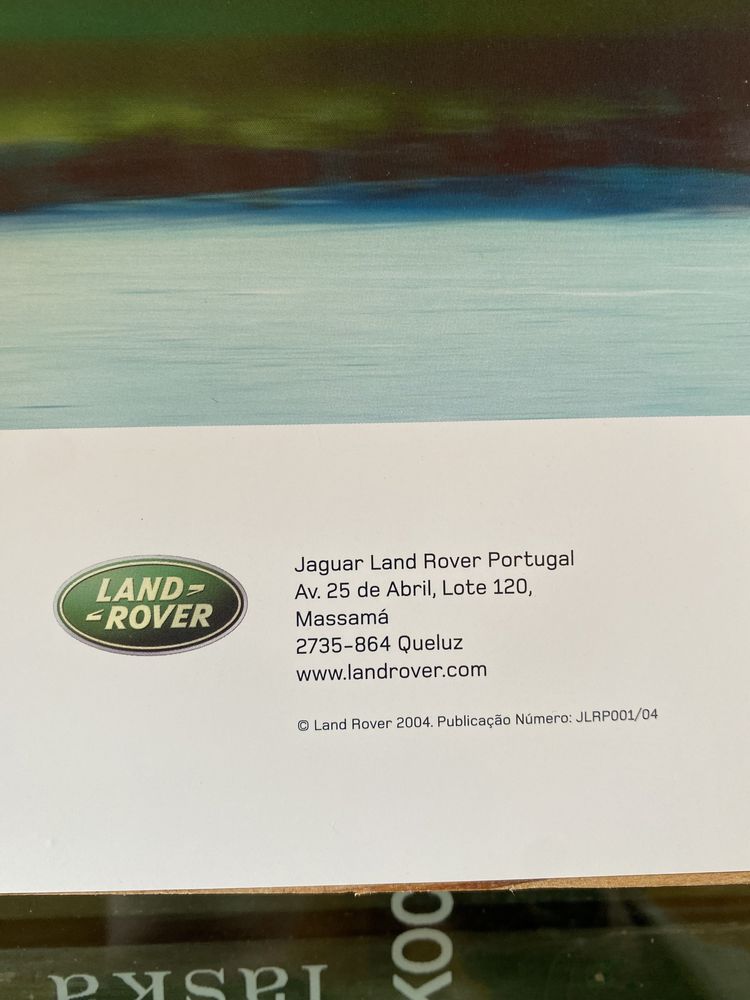 LAND-
-ROVER
Jaguar Land Rover Portugal
Av. 25 de Abril, Lote 120,
Massamá
2735-864 Queluz
www.landrover.com
© Land Rover 2004. Publicação Número: JLRP001/04